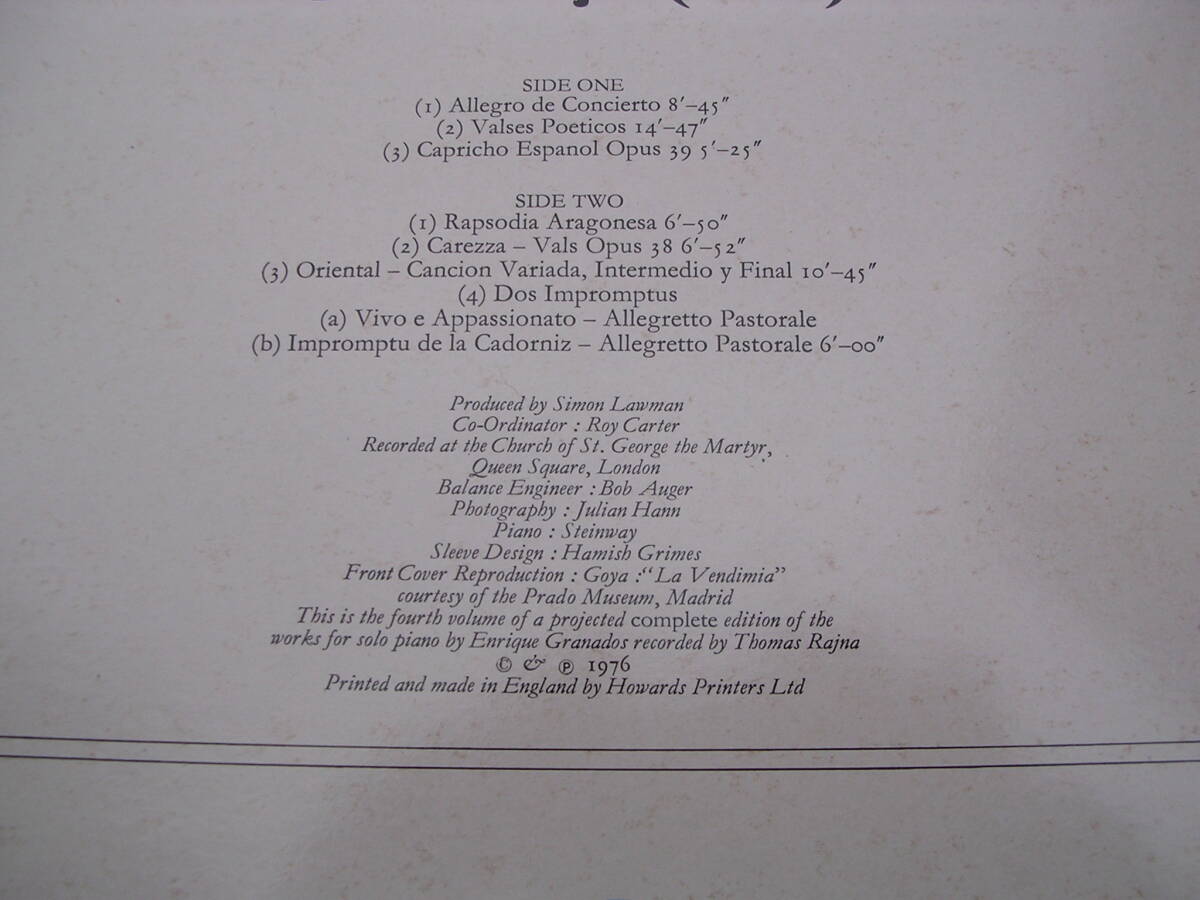 SIDE ONE
(1) Allegro de Concierto 8′–45″
(2) Valses Poeticos 14′–47″
(3) Capricho Espanol Opus 39 5′–25″
SIDE TWO
(1) Rapsodia Aragonesa 6′–50″
(2) Carezza – Vals Opus 38 6′–52″
(3) Oriental – Cancion Variada, Intermedio y Final 10′–45″
(4) Dos Impromptus
(a) Vivo e Appassionato – Allegretto Pastorale
(b) Impromptu de la Cadorniz – Allegretto Pastorale 6′–00″
Produced by Simon Lawman
Co-Ordinator : Roy Carter
Recorded at the Church of St. George the Martyr,
Queen Square, London
Balance Engineer : Bob Auger
Photography : Julian Hann
Piano : Steinway
Sleeve Design : Hamish Grimes
Front Cover Reproduction : Goya :“La Vendimia”
courtesy of the Prado Museum, Madrid
This is the fourth volume of a projected complete edition of the
works for solo piano by Enrique Granados recorded by Thomas Rajna
© & ℗ 1976
Printed and made in England by Howards Printers Ltd